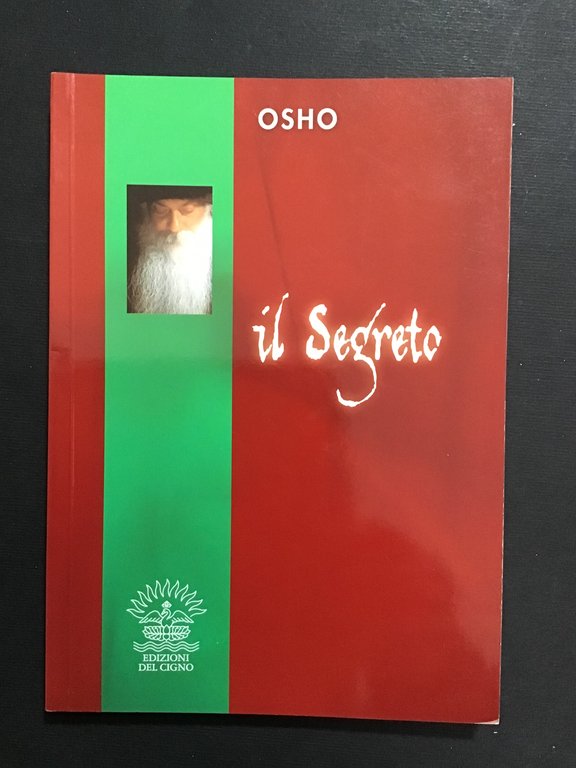 OSHO
il Segreto
EDIZIONI
DEL CIGNO